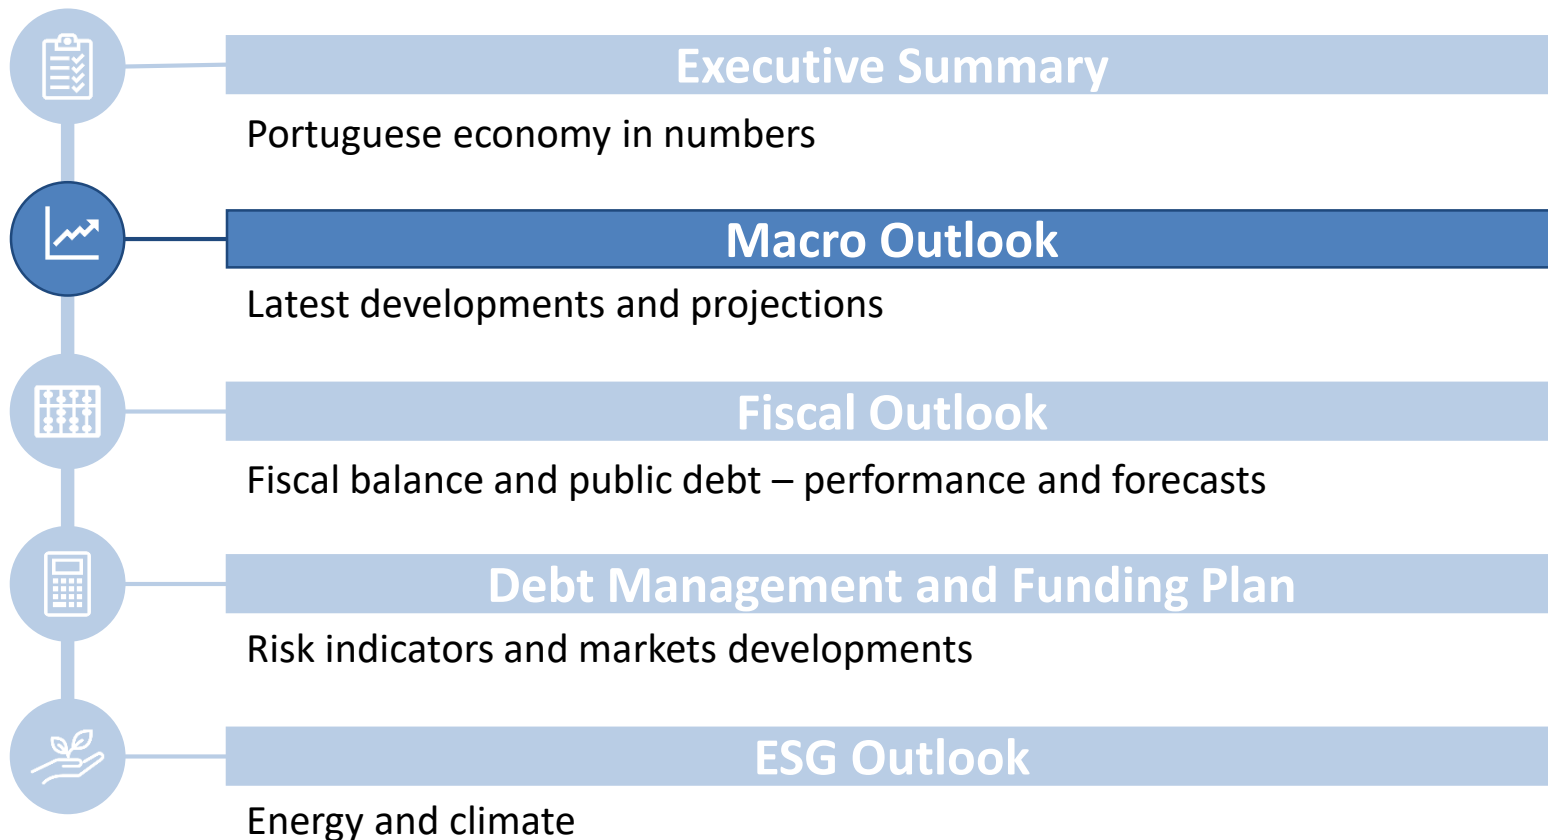 Executive Summary
Portuguese economy in numbers
Macro Outlook
Latest developments and projections
Fiscal Outlook
Fiscal balance and public debt – performance and forecasts
Debt Management and Funding Plan
Risk indicators and markets developments
ESG Outlook
Energy and climate